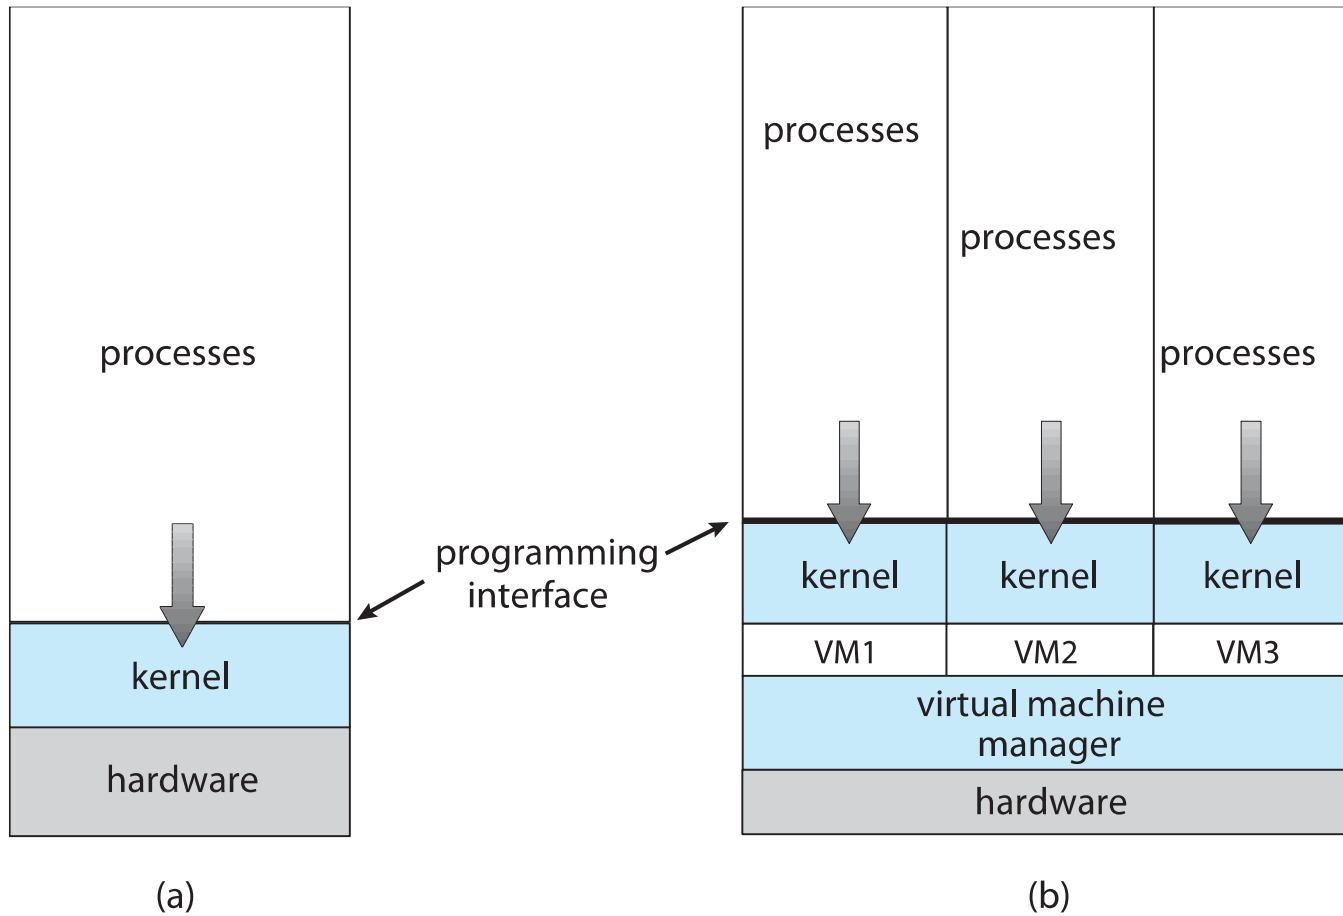 processes
kernel
hardware
(a)
programming
interface
processes
processes
processes
kernel
kernel
kernel
VM1
VM2
VM3
virtual machine
manager
hardware
(b)